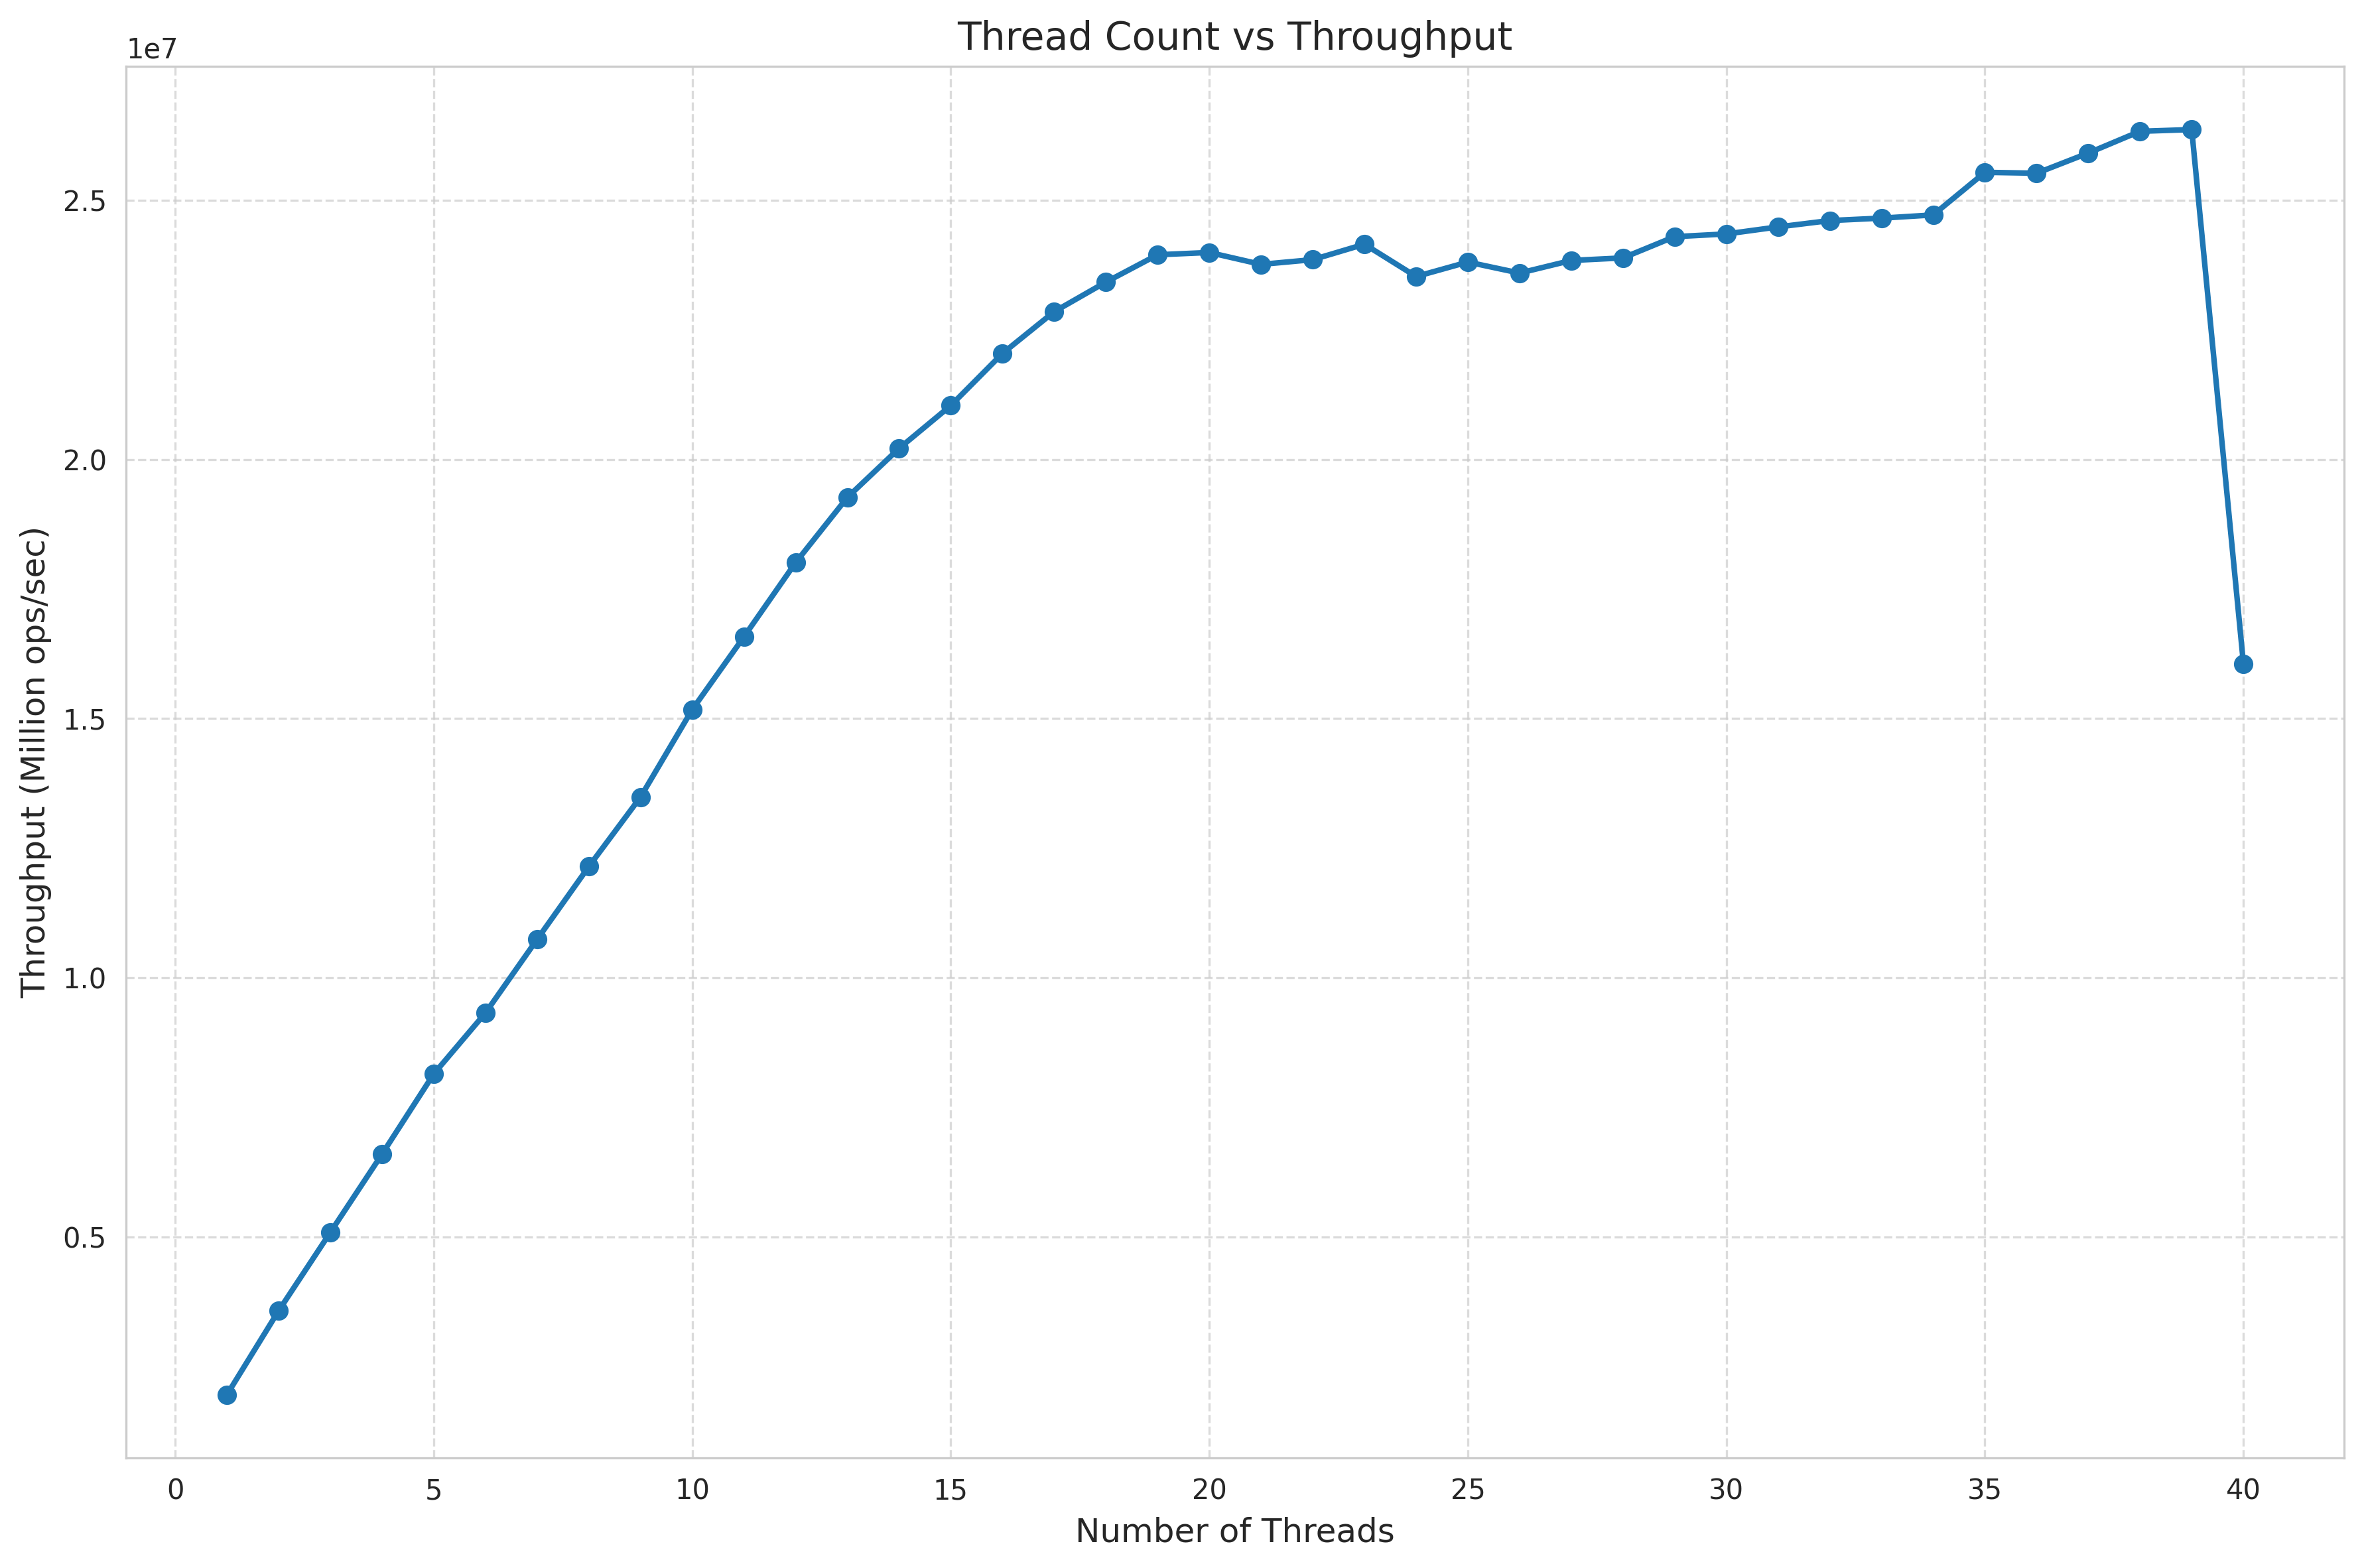 Thread Count vs Throughput
1e7
2.5
2.0
1.5
1.0
0.5
Throughput (Million ops/sec)
0 5 10 15 20 25 30 35 40
Number of Threads